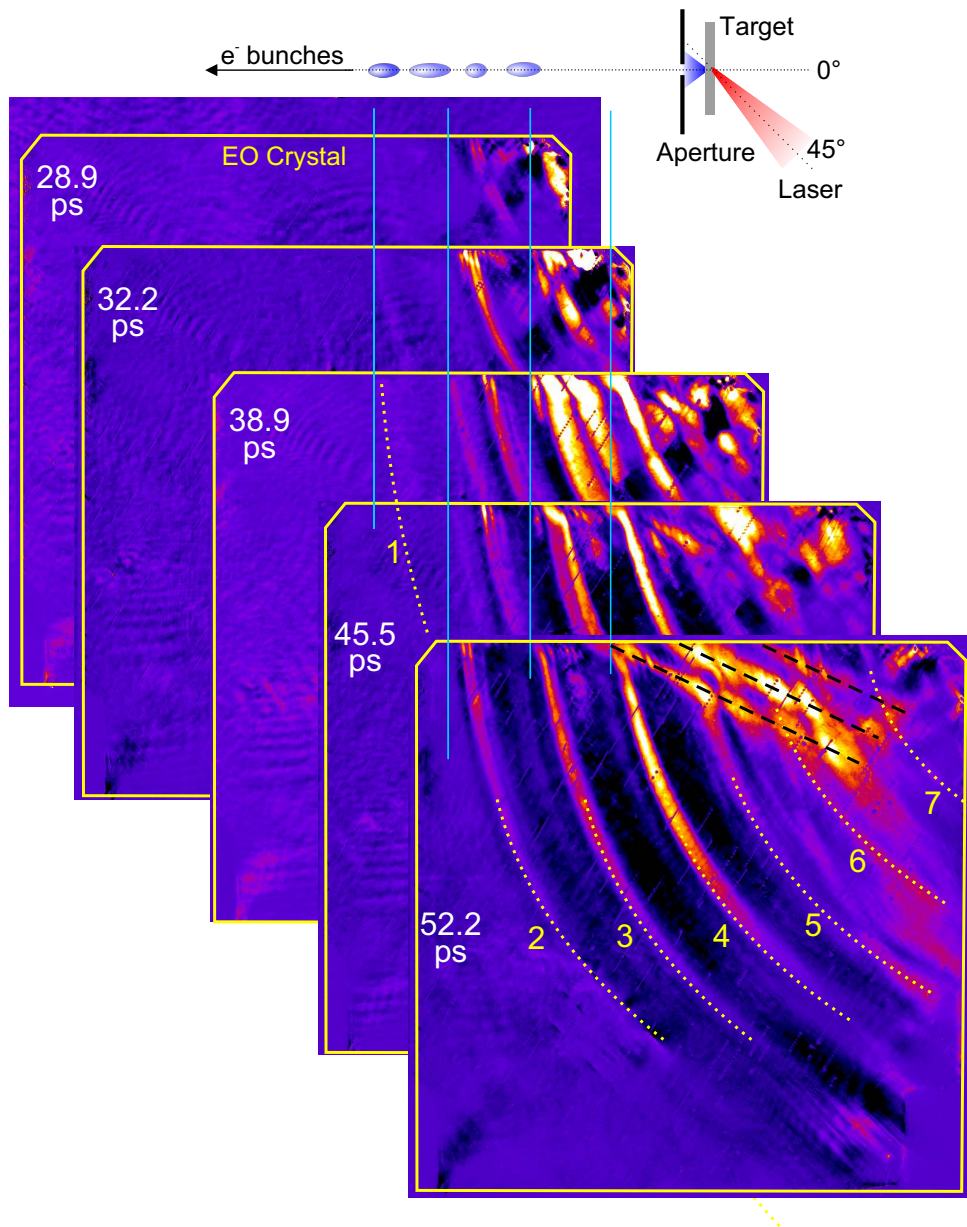 e- bunches
Target
0°
Aperture
45°
Laser
EO Crystal
28.9
ps
32.2
ps
38.9
ps
1
45.5
ps
7
6
5
4
3
2
52.2
ps